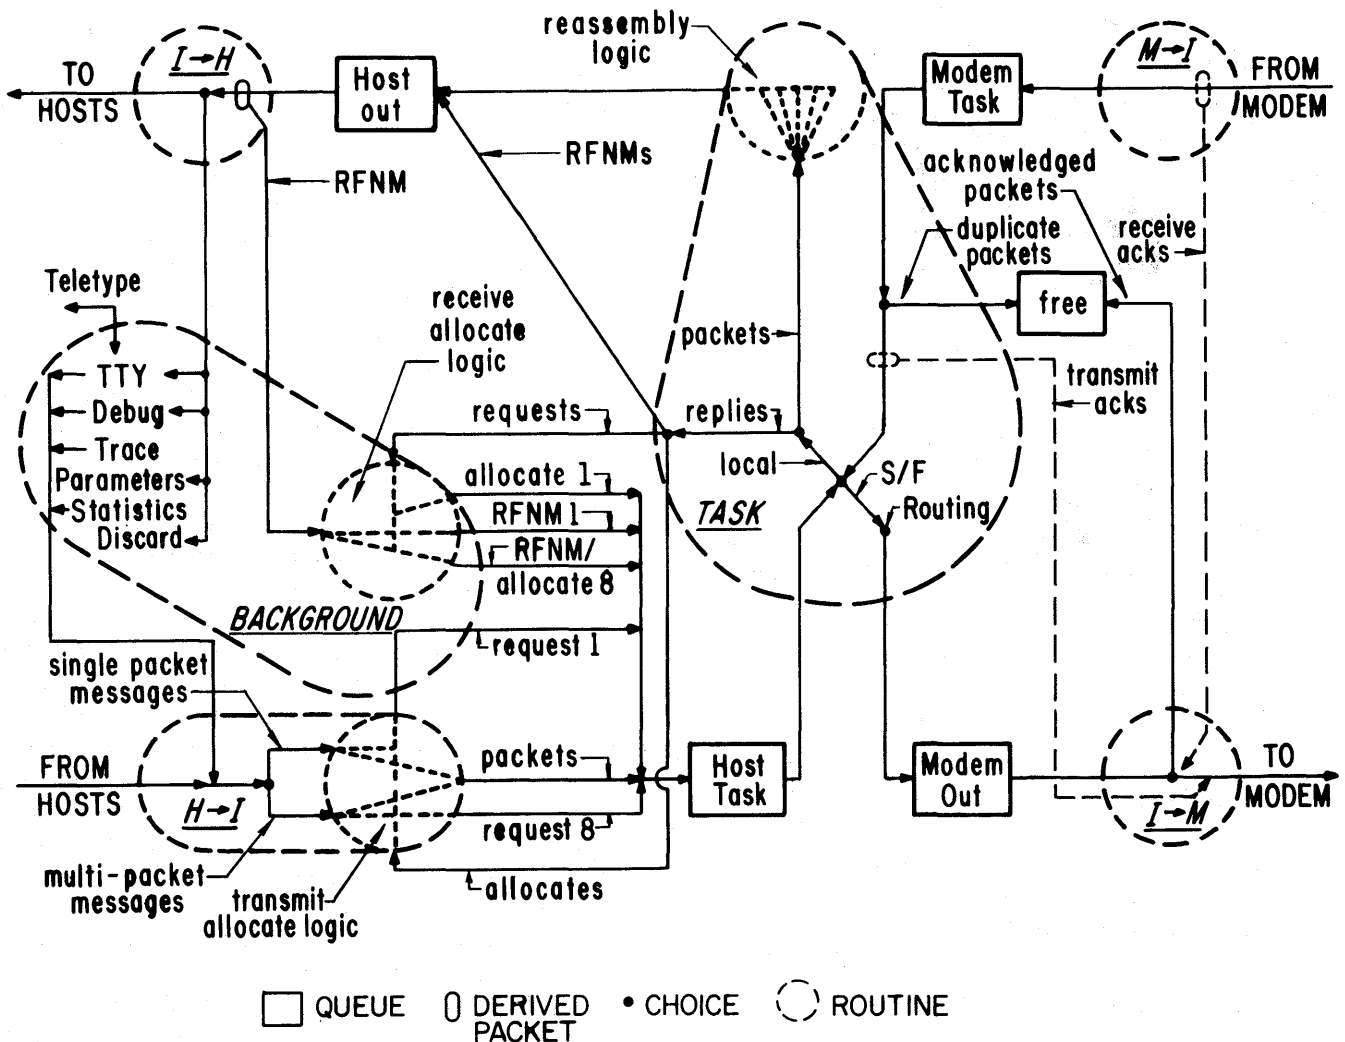 reassembly
logic
I→H
M→I
TO
HOSTS
Host
out
Modem
Task
FROM
MODEM
RFNMs
RFNM
acknowledged
packets
duplicate
packets
receive
acks
Teletype
receive
allocate
logic
free
packets
TTY
Debug
Trace
Parameters
Statistics
Discard
transmit
acks
requests
replies
local
S/F
allocate 1
RFNM 1
RFNM/
allocate 8
TASK
Routing
BACKGROUND
request 1
single packet
messages
FROM
HOSTS
H→I
packets
request 8
Host
Task
Modem
Out
TO
MODEM
I→M
multi-packet
messages
transmit
allocate logic
allocates
QUEUE
DERIVED
PACKET
CHOICE
ROUTINE